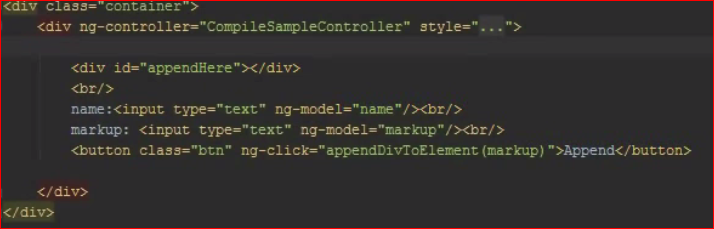 <div class="container">
<div ng-controller="CompileSampleController" style="...">
<div id="appendHere"></div>
<br/>
name:<input type="text" ng-model="name"/><br/>
markup: <input type="text" ng-model="markup"/><br/>
<button class="btn" ng-click="appendDivToElement(markup)">Append</button>
</div>
</div>